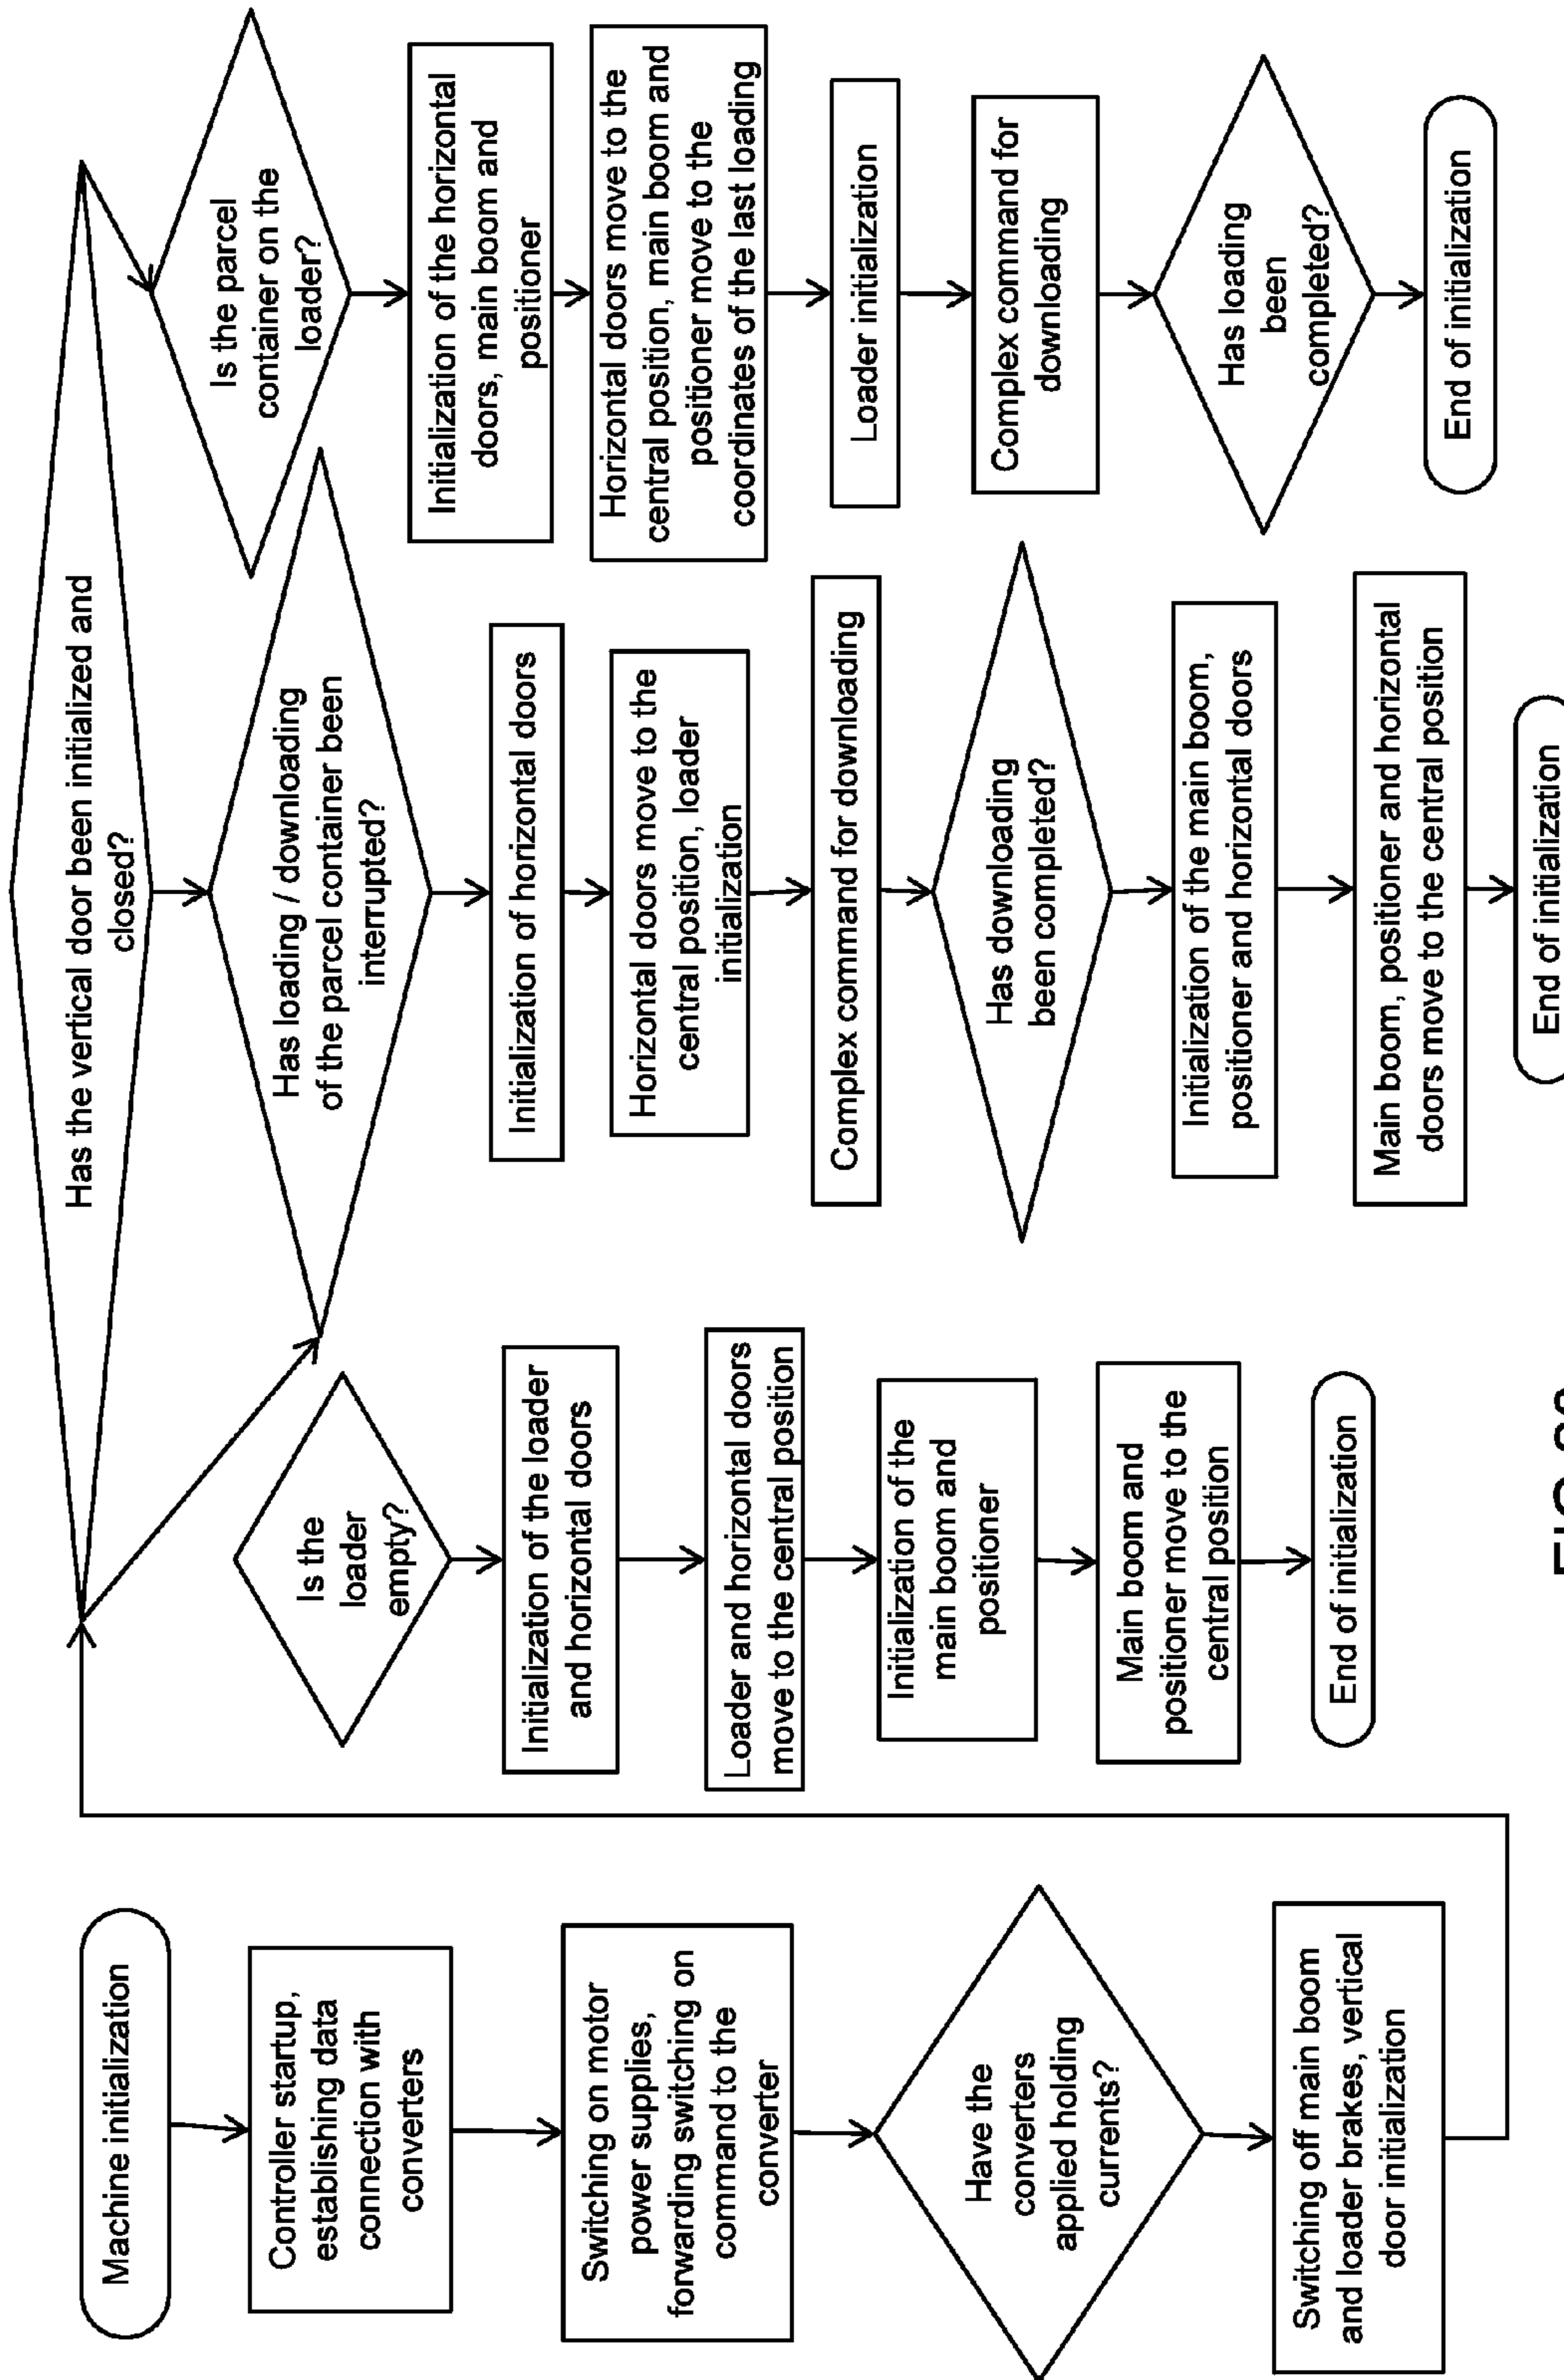 Machine initialization
Controller startup,
establishing data
connection with
converters
Switching on motor
power supplies,
forwarding switching on
command to the
converter
Have the
converters
applied holding
currents?
Switching off main boom
and loader brakes, vertical
door initialization
Has the vertical door been initialized and
closed?
Is the
loader
empty?
Initialization of the loader
and horizontal doors
Loader and horizontal doors
move to the central position
Initialization of the
main boom and
positioner
Main boom and
positioner move to the
central position
End of initialization
Has loading / downloading
of the parcel container been
interrupted?
Initialization of horizontal doors
Horizontal doors move to the
central position, loader
initialization
Complex command for downloading
Has downloading
been completed?
Initialization of the main boom,
positioner and horizontal doors
Main boom, positioner and horizontal
doors move to the central position
End of initialization
Is the parcel
container on the
loader?
Initialization of the horizontal
doors, main boom and
positioner
Horizontal doors move to the
central position, main boom and
positioner move to the
coordinates of the last loading
Loader initialization
Complex command for
downloading
Has loading
been
completed?
End of initialization
FIG